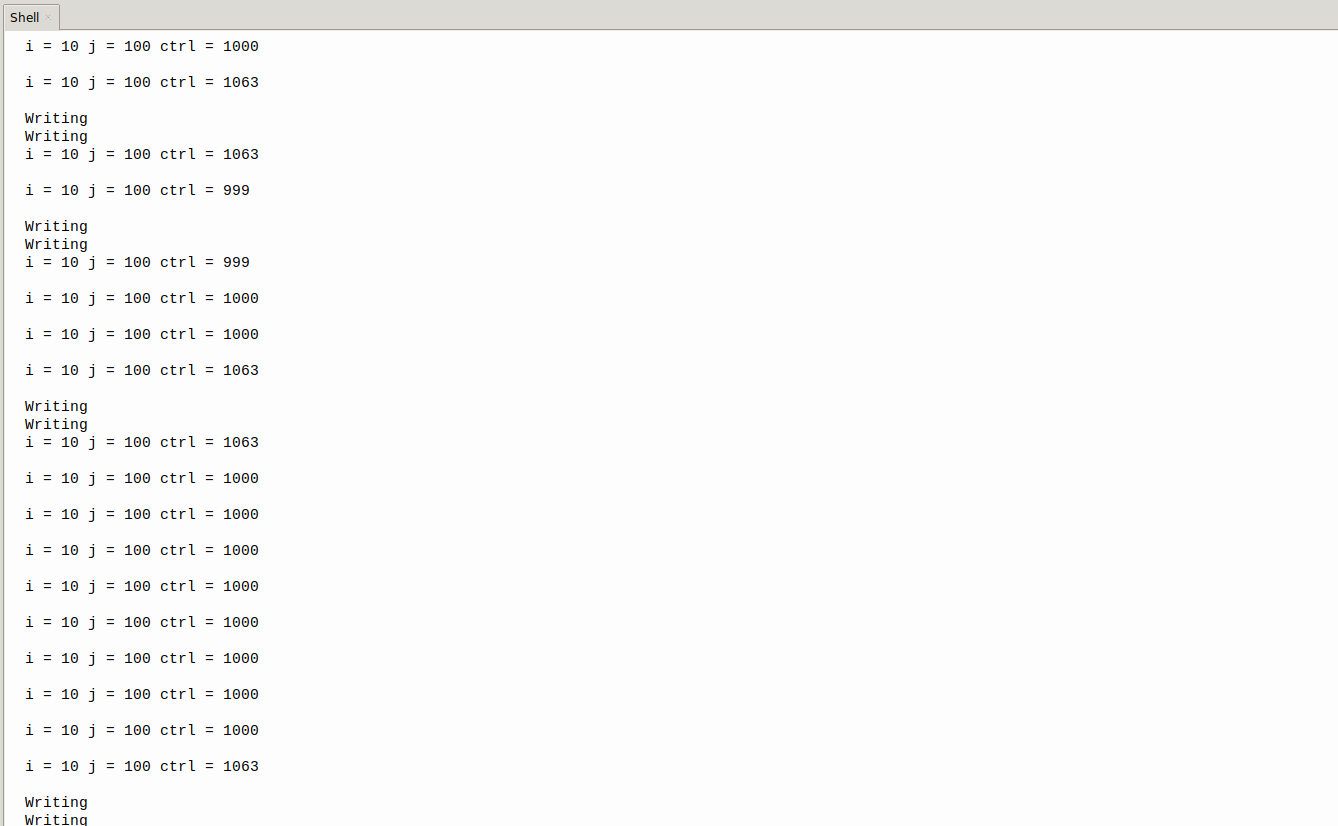 Shell
i = 10 j = 100 ctrl = 1000
i = 10 j = 100 ctrl = 1063
Writing
Writing
i = 10 j = 100 ctrl = 1063
i = 10 j = 100 ctrl = 999
Writing
Writing
i = 10 j = 100 ctrl = 999
i = 10 j = 100 ctrl = 1000
i = 10 j = 100 ctrl = 1000
i = 10 j = 100 ctrl = 1063
Writing
Writing
i = 10 j = 100 ctrl = 1063
i = 10 j = 100 ctrl = 1000
i = 10 j = 100 ctrl = 1000
i = 10 j = 100 ctrl = 1000
i = 10 j = 100 ctrl = 1000
i = 10 j = 100 ctrl = 1000
i = 10 j = 100 ctrl = 1000
i = 10 j = 100 ctrl = 1000
i = 10 j = 100 ctrl = 1000
i = 10 j = 100 ctrl = 1063
Writing
Writing